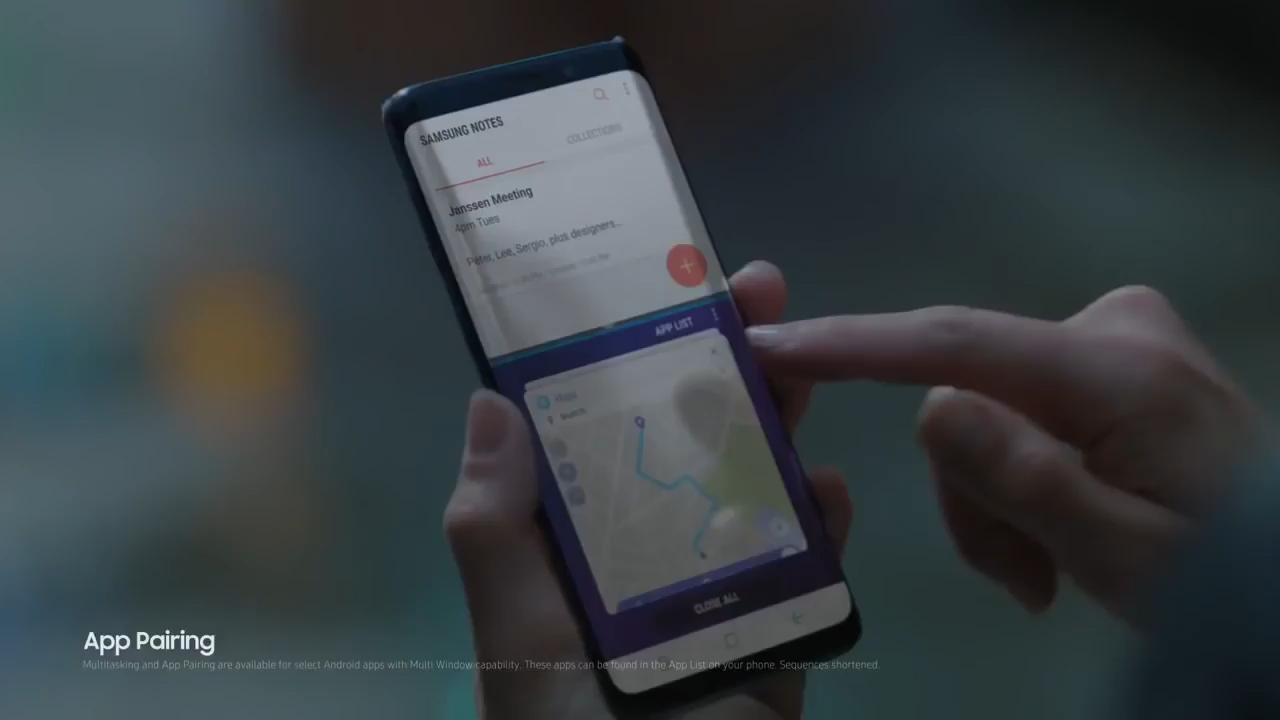 SAMSUNG NOTES
ALL
COLLECTIONS
Janssen Meeting
4pm Tues
Peter, Lee, Sergio, plus designers...
APP LIST
Maps
CLOSE ALL
App Pairing
Multitasking and App Pairing are available for select Android apps with Multi Window capability. These apps can be found in the App List on your phone. Sequences shortened.